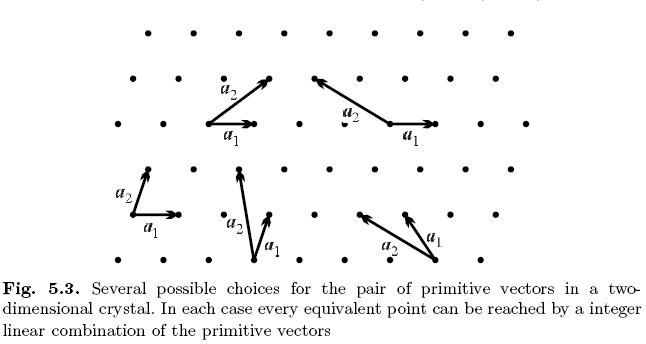 a2
a1
a2
a1
a2
a1
a2
a1
a2
a1
Fig. 5.3. Several possible choices for the pair of primitive vectors in a two-
dimensional crystal. In each case every equivalent point can be reached by a integer
linear combination of the primitive vectors